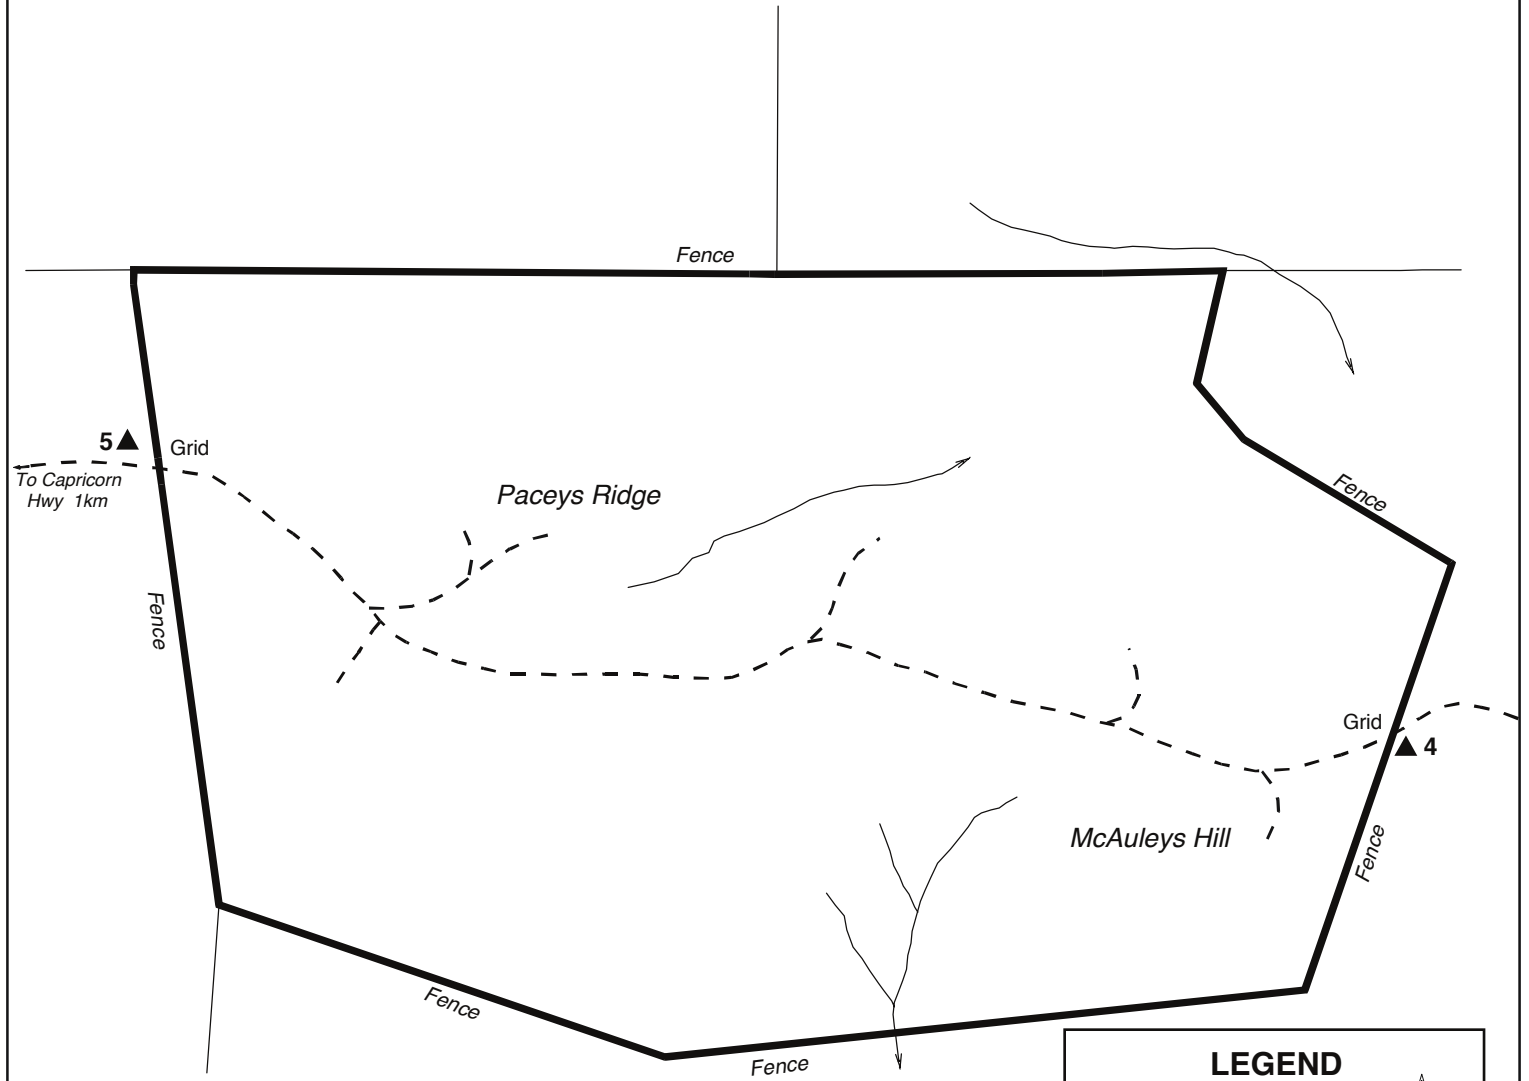 Fence
5
Grid
To Capricorn
Hwy 1km
Paceys Ridge
Fence
Fence
Grid
4
McAuleys Hill
Fence
Fence
Fence
LEGEND